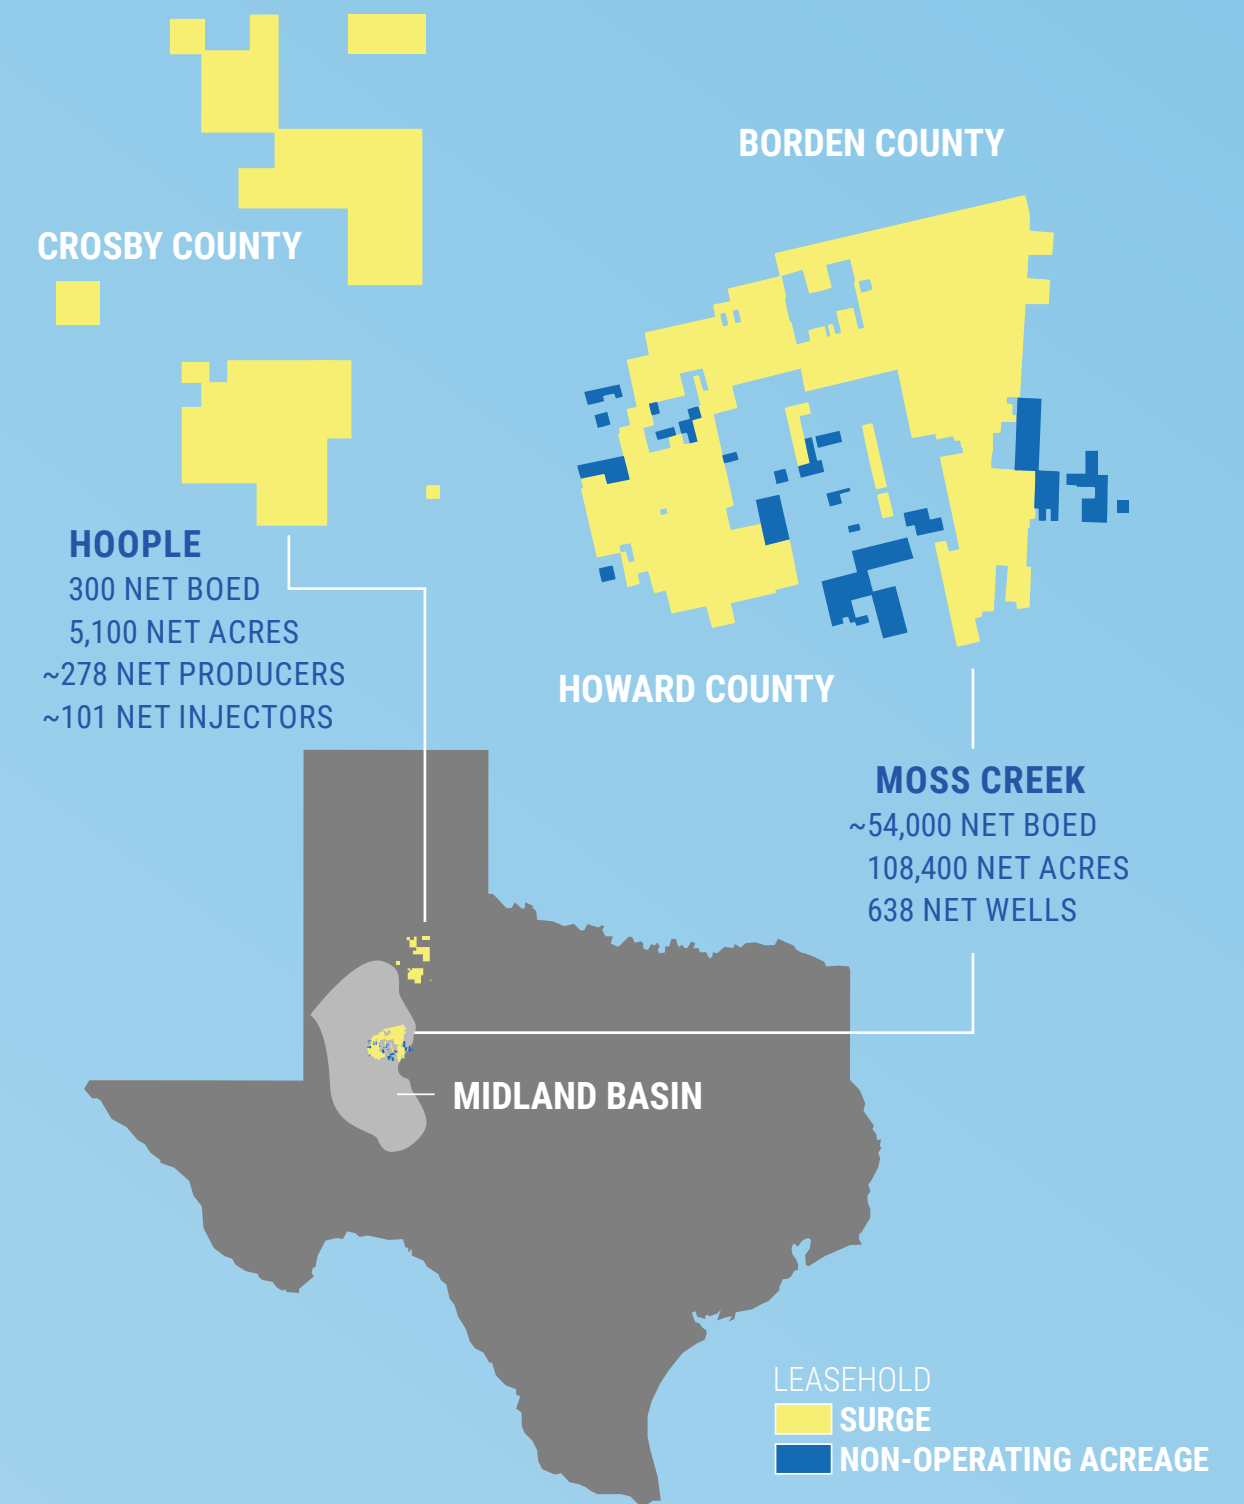 BORDEN COUNTY
CROSBY COUNTY
HOOPLE
300 NET BOED
5,100 NET ACRES
~278 NET PRODUCERS
~101 NET INJECTORS
HOWARD COUNTY
MOSS CREEK
~54,000 NET BOED
108,400 NET ACRES
638 NET WELLS
MIDLAND BASIN
LEASEHOLD
SURGE
NON-OPERATING ACREAGE